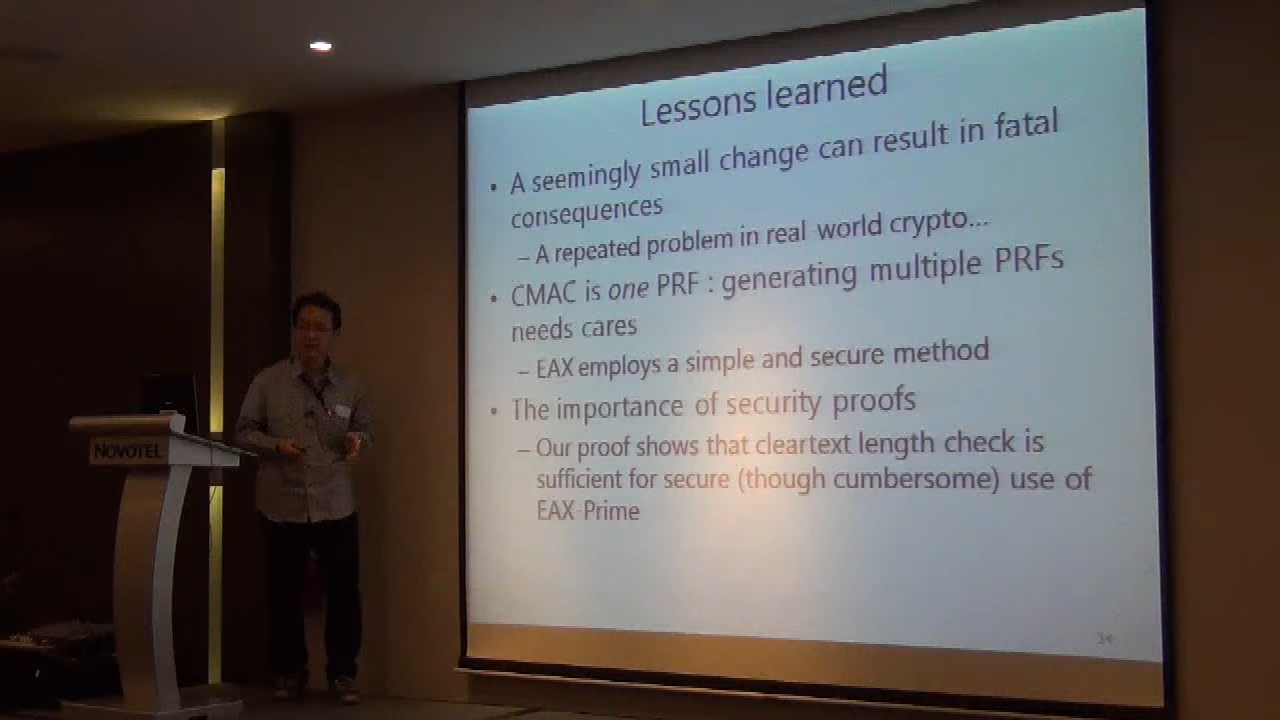 Lessons learned
• A seemingly small change can result in fatal
consequences
– A repeated problem in real-world crypto...
• CMAC is one PRF : generating multiple PRFs
needs cares
– EAX employs a simple and secure method
• The importance of security proofs
– Our proof shows that cleartext length check is
sufficient for secure (though cumbersome) use of
EAX-Prime
NOVOTEL